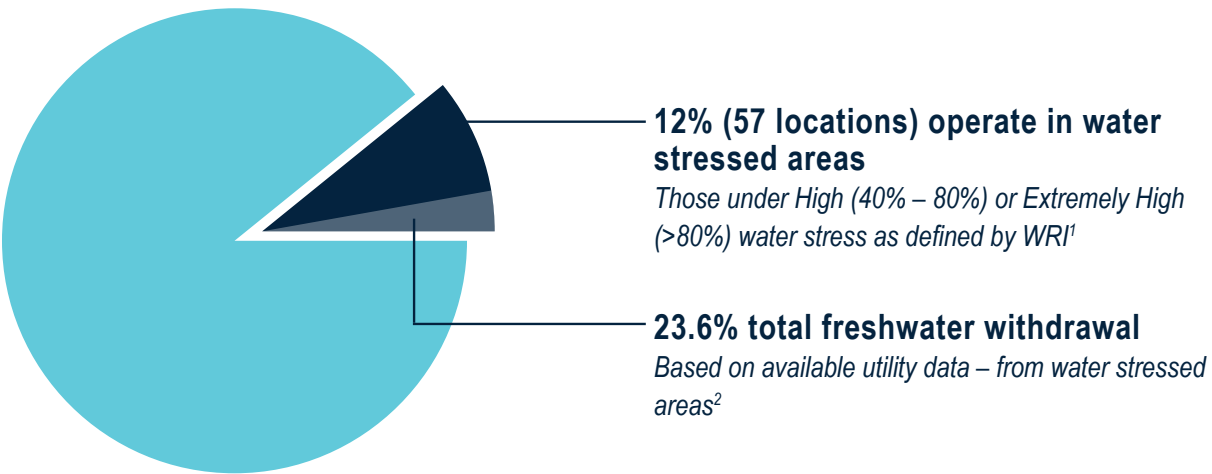 12% (57 locations) operate in water
stressed areas
Those under High (40% – 80%) or Extremely High
(>80%) water stress as defined by WRI¹
23.6% total freshwater withdrawal
Based on available utility data – from water stressed
areas²